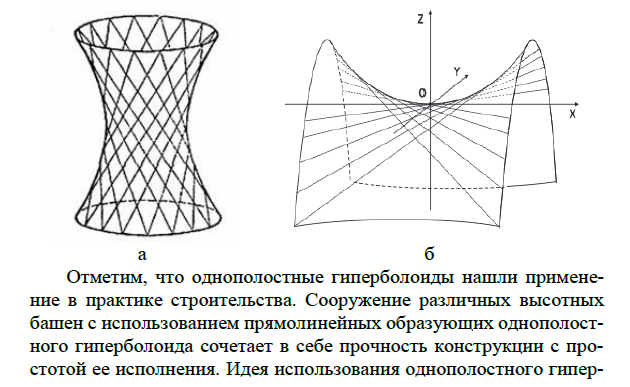 Z
Y
O
X
а
б
Отметим, что однополостные гиперболоиды нашли примене-
ние в практике строительства. Сооружение различных высотных
башен с использованием прямолинейных образующих однополост-
ного гиперболоида сочетает в себе прочность конструкции с про-
стотой ее исполнения. Идея использования однополостного гипер-